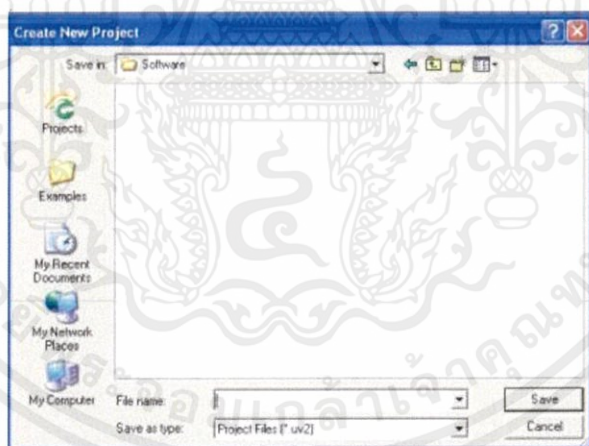 Create New Project
Save in:
Software
Projects
Examples
My Recent
Documents
My Network
Places
My Computer
File name:
Save
Save as type:
Project Files (*.uv2)
Cancel